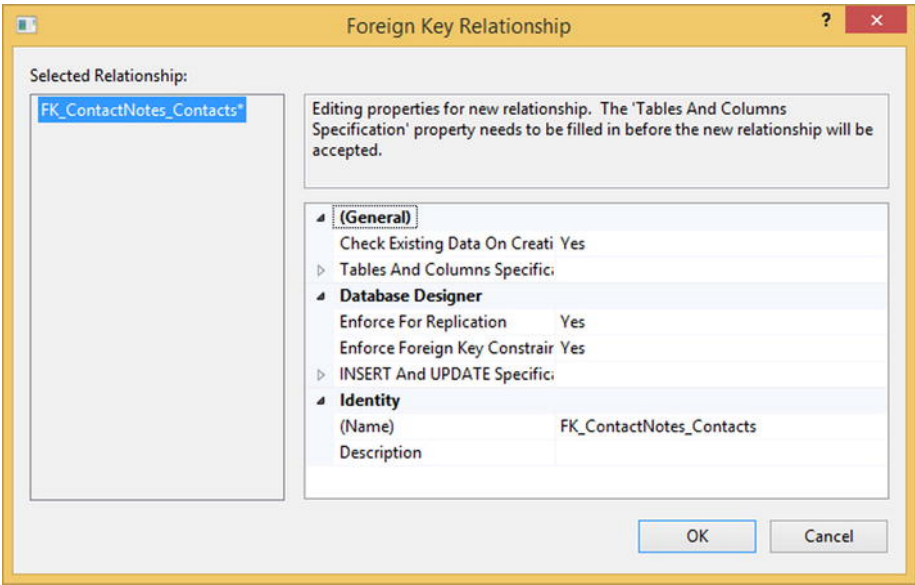 Foreign Key Relationship
?
Selected Relationship:
FK_ContactNotes_Contacts*
Editing properties for new relationship. The 'Tables And Columns
Specification' property needs to be filled in before the new relationship will be
accepted.
(General)
Check Existing Data On Creati Yes
Tables And Columns Specifica
Database Designer
Enforce For Replication Yes
Enforce Foreign Key Constrain Yes
INSERT And UPDATE Specifica
Identity
(Name) FK_ContactNotes_Contacts
Description
OK Cancel